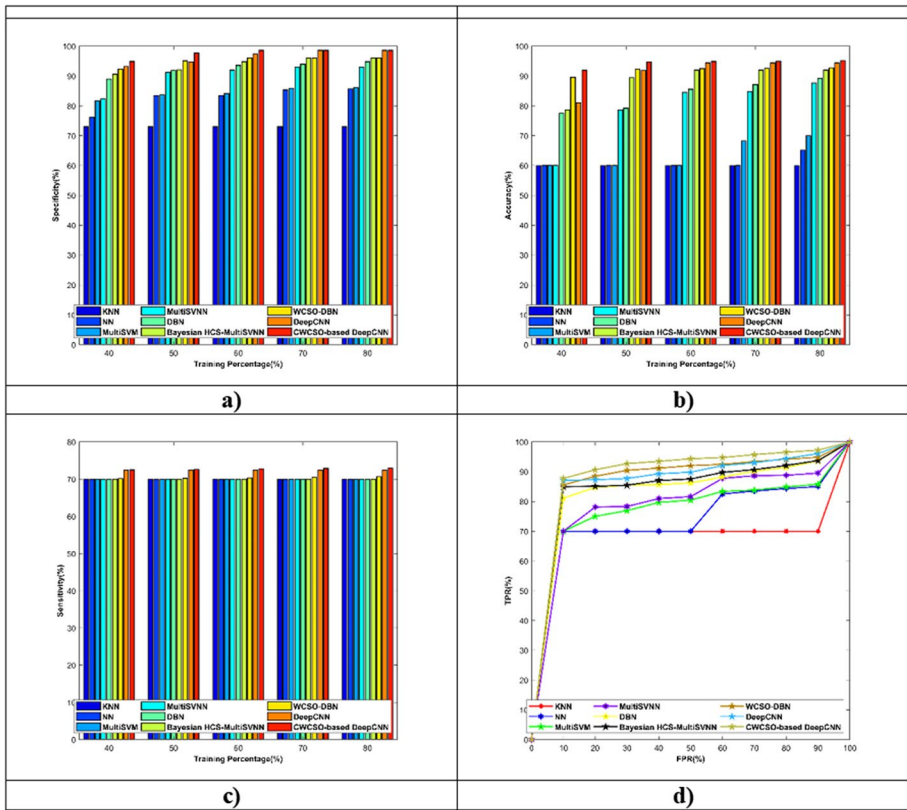 100
90
80
70
60
50
40
30
20
10
0
Specificity(%)
KNN
NN
MultiSVM
MultiSVNN
DBN
Bayesian HCS-MultiSVNN
WCSO-DBN
DeepCNN
CWCSO-based DeepCNN
40 50 60 70 80
Training Percentage(%)
a)
100
90
80
70
60
50
40
30
20
10
0
Accuracy(%)
KNN
NN
MultiSVM
MultiSVNN
DBN
Bayesian HCS-MultiSVNN
WCSO-DBN
DeepCNN
CWCSO-based DeepCNN
40 50 60 70 80
Training Percentage(%)
b)
80
70
60
50
40
30
20
10
0
Sensitivity(%)
KNN
NN
MultiSVM
MultiSVNN
DBN
Bayesian HCS-MultiSVNN
WCSO-DBN
DeepCNN
CWCSO-based DeepCNN
40 50 60 70 80
Training Percentage(%)
c)
100
90
80
70
60
50
40
30
20
10
0
TPR(%)
KNN
NN
MultiSVM
MultiSVNN
DBN
Bayesian HCS-MultiSVNN
WCSO-DBN
DeepCNN
CWCSO-based DeepCNN
0 10 20 30 40 50 60 70 80 90 100
FPR(%)
d)